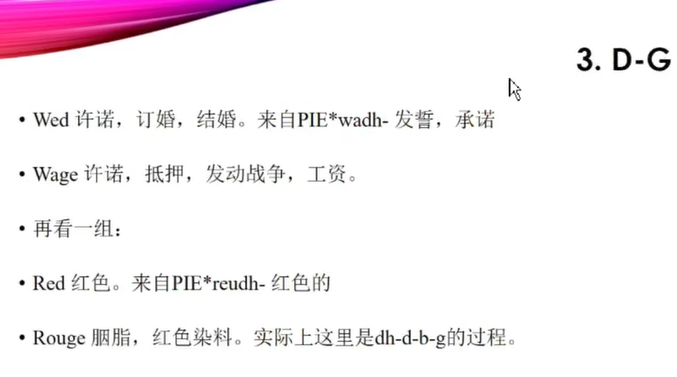 3. D-G
• Wed 许诺，订婚，结婚。来自PIE*wadh- 发誓，承诺
• Wage 许诺，抵押，发动战争，工资。
• 再看一组：
• Red 红色。来自PIE*reudh- 红色的
• Rouge 胭脂，红色染料。实际上这里是dh-d-b-g的过程。